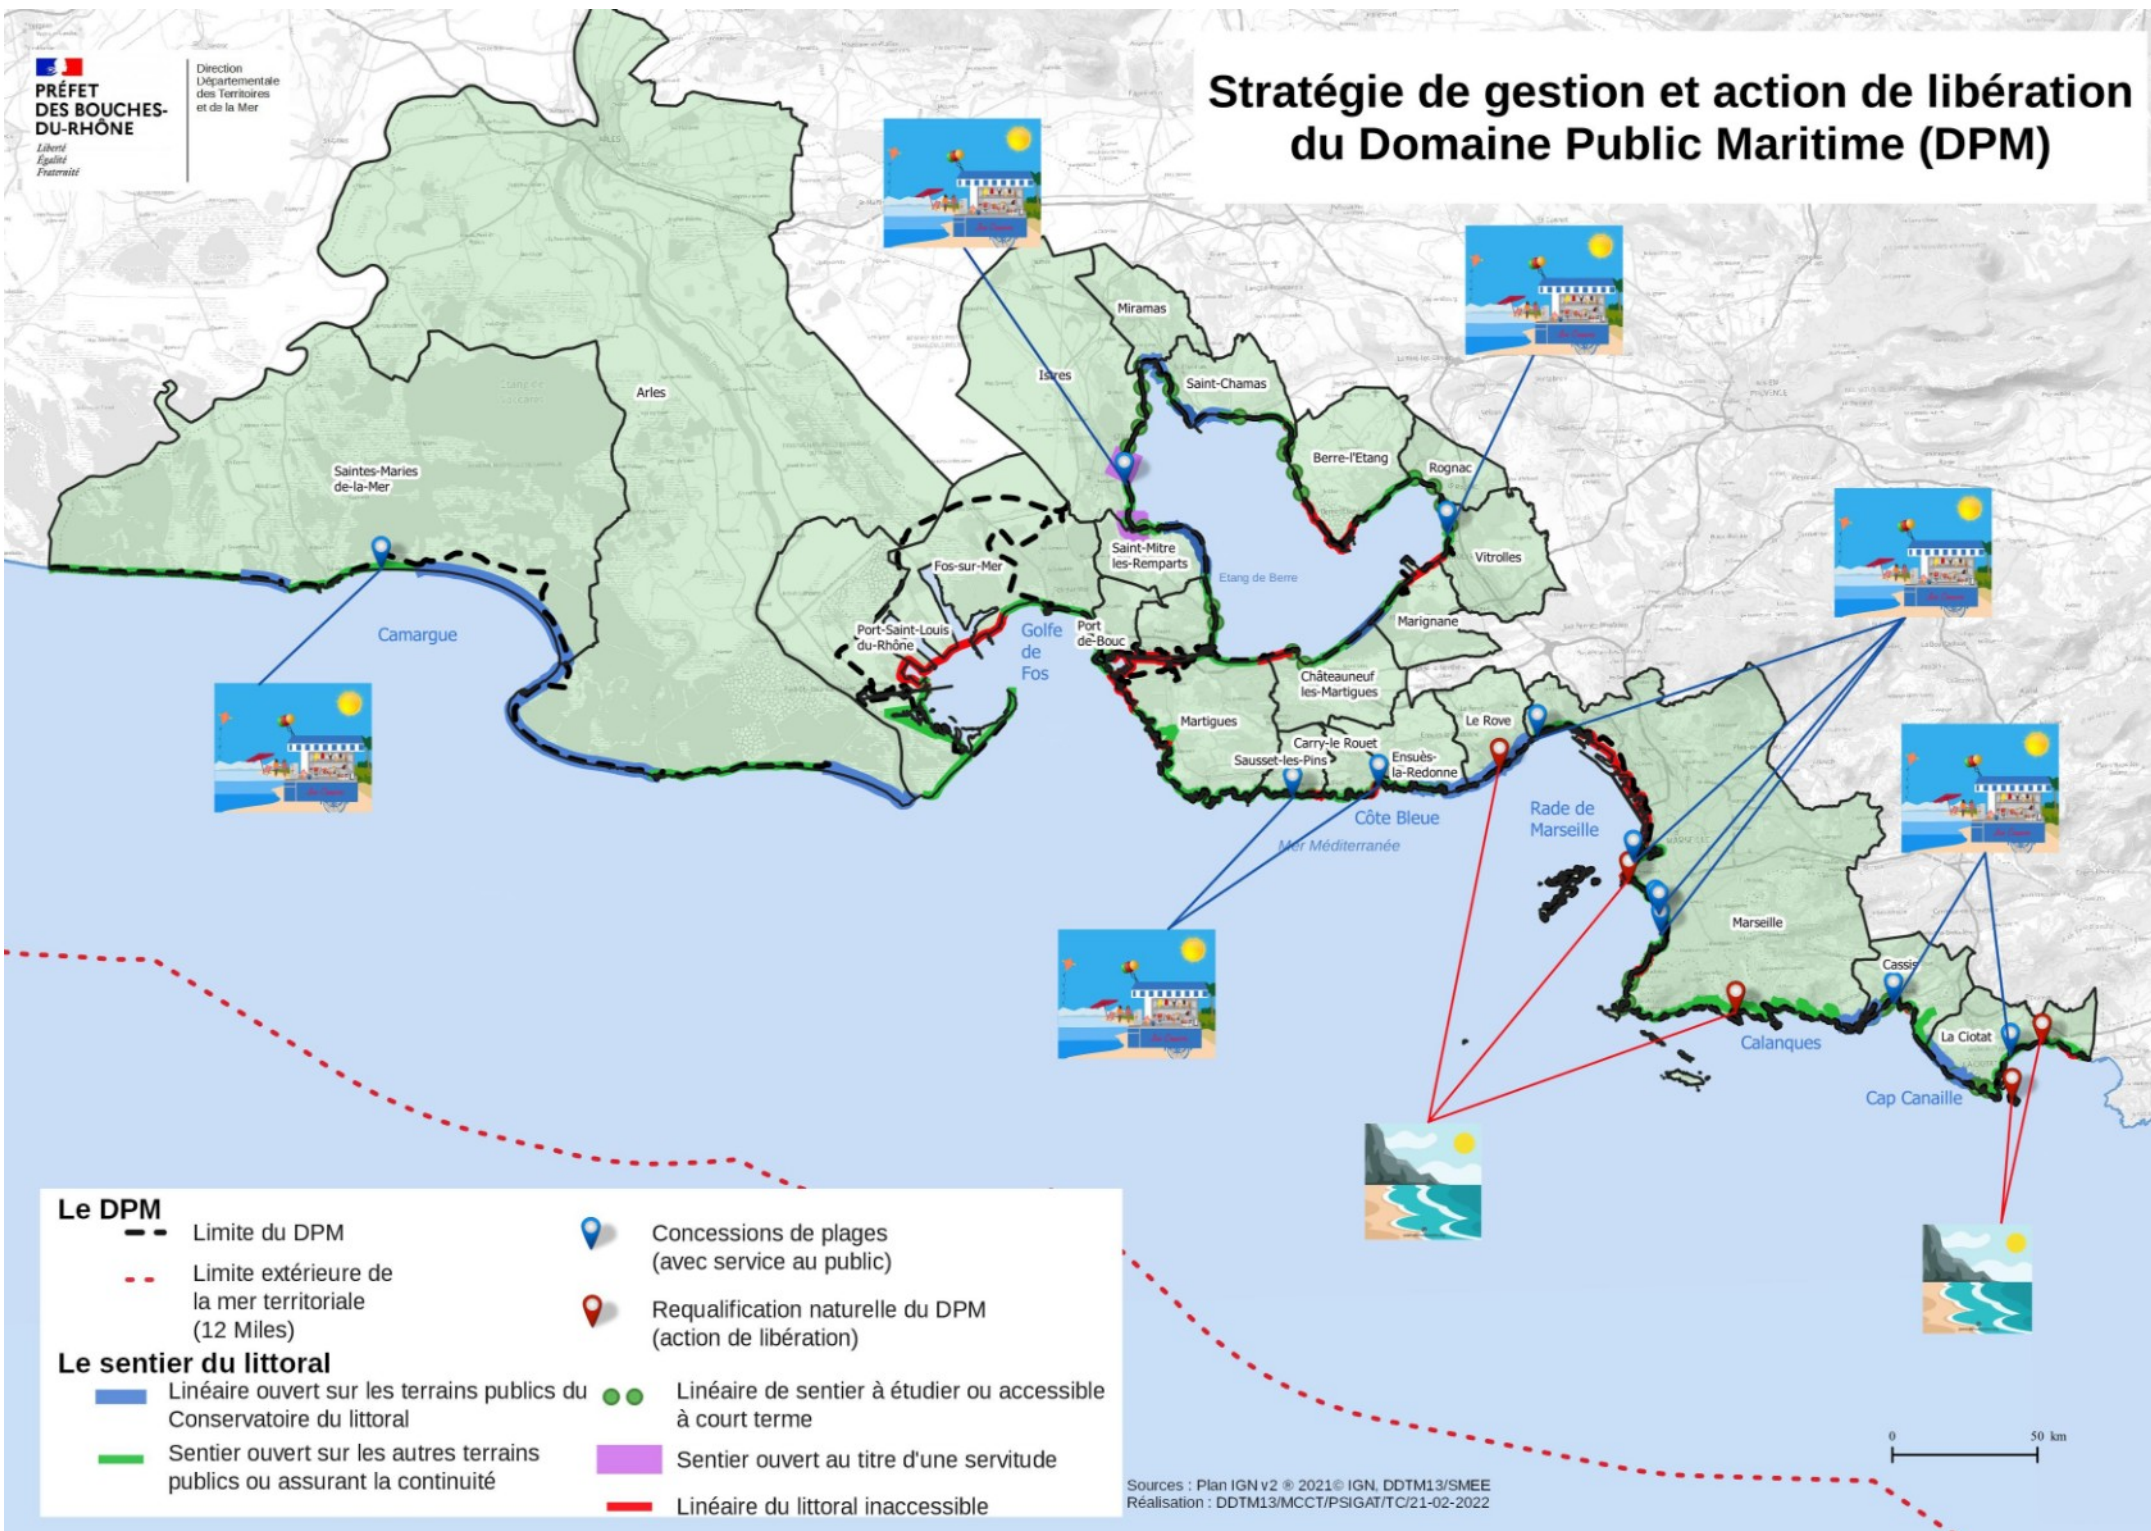 PRÉFET
DES BOUCHES-
DU-RHÔNE
Liberté
Égalité
Fraternité
Direction
Départementale
des Territoires
et de la Mer
Stratégie de gestion et action de libération
du Domaine Public Maritime (DPM)
ARLES
Miramas
Istres
Saint-Chamas
Arles
Berre-l'Etang
Rognac
Saintes-Maries
de-la-Mer
Saint-Mitre
les-Remparts
Vitrolles
Fos-sur-Mer
Etang de Berre
Camargue
Port-Saint-Louis
du-Rhône
Golfe
de
Fos
Port
de-Bouc
Marignane
Châteauneuf
les-Martigues
Martigues
Le Rove
Carry-le Rouet
Sausset-les-Pins
Ensuès-
la-Redonne
Côte Bleue
Rade de
Marseille
Mer Méditerranée
Marseille
Cassis
La Ciotat
Calanques
Cap Canaille
Le DPM
Limite du DPM
Limite extérieure de
la mer territoriale
(12 Miles)
Concessions de plages
(avec service au public)
Requalification naturelle du DPM
(action de libération)
Le sentier du littoral
Linéaire ouvert sur les terrains publics du
Conservatoire du littoral
Sentier ouvert sur les autres terrains
publics ou assurant la continuité
Linéaire de sentier à étudier ou accessible
à court terme
Sentier ouvert au titre d'une servitude
Linéaire du littoral inaccessible
0 50 km
Sources : Plan IGN v2 ® 2021© IGN, DDTM13/SMEE
Réalisation : DDTM13/MCCT/PSIGAT/TC/21-02-2022